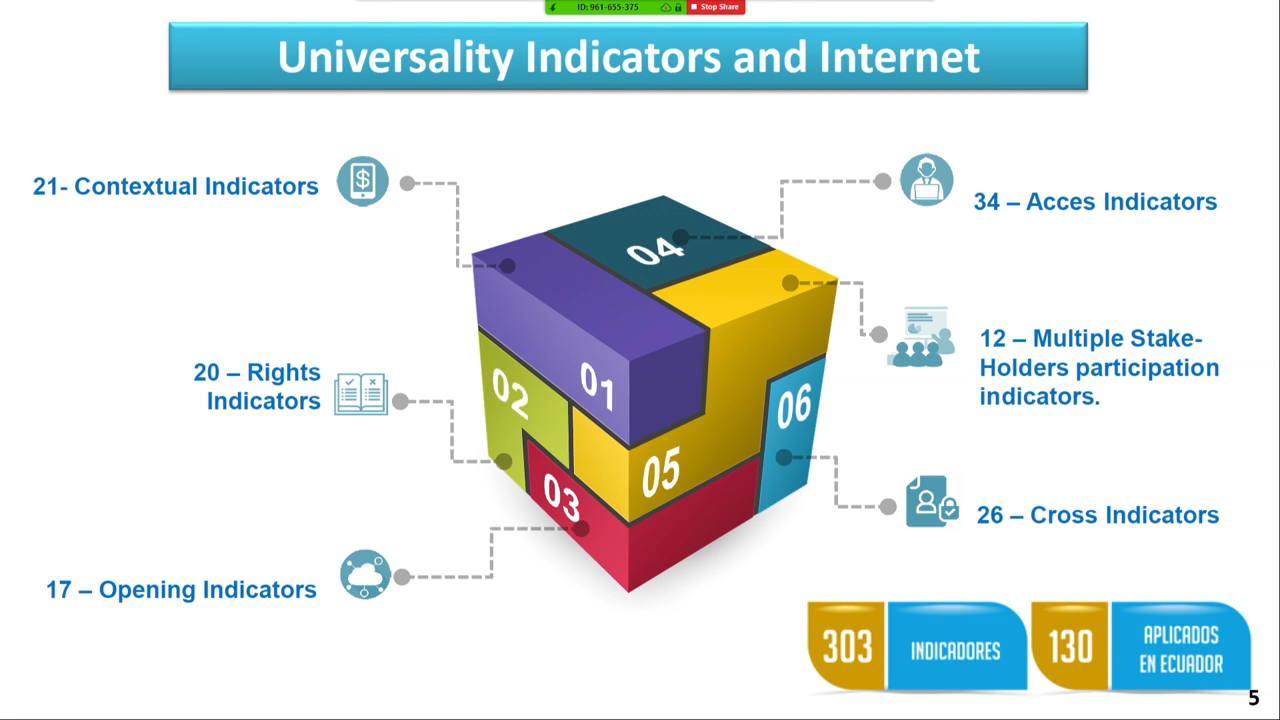 ID: 961-655-375
Stop Share
Universality Indicators and Internet
21- Contextual Indicators
34 – Acces Indicators
04
12 – Multiple Stake-
Holders participation
indicators.
20 – Rights
Indicators
01
02
06
05
03
26 – Cross Indicators
17 – Opening Indicators
303
INDICADORES
130
APLICADOS
EN ECUADOR
5